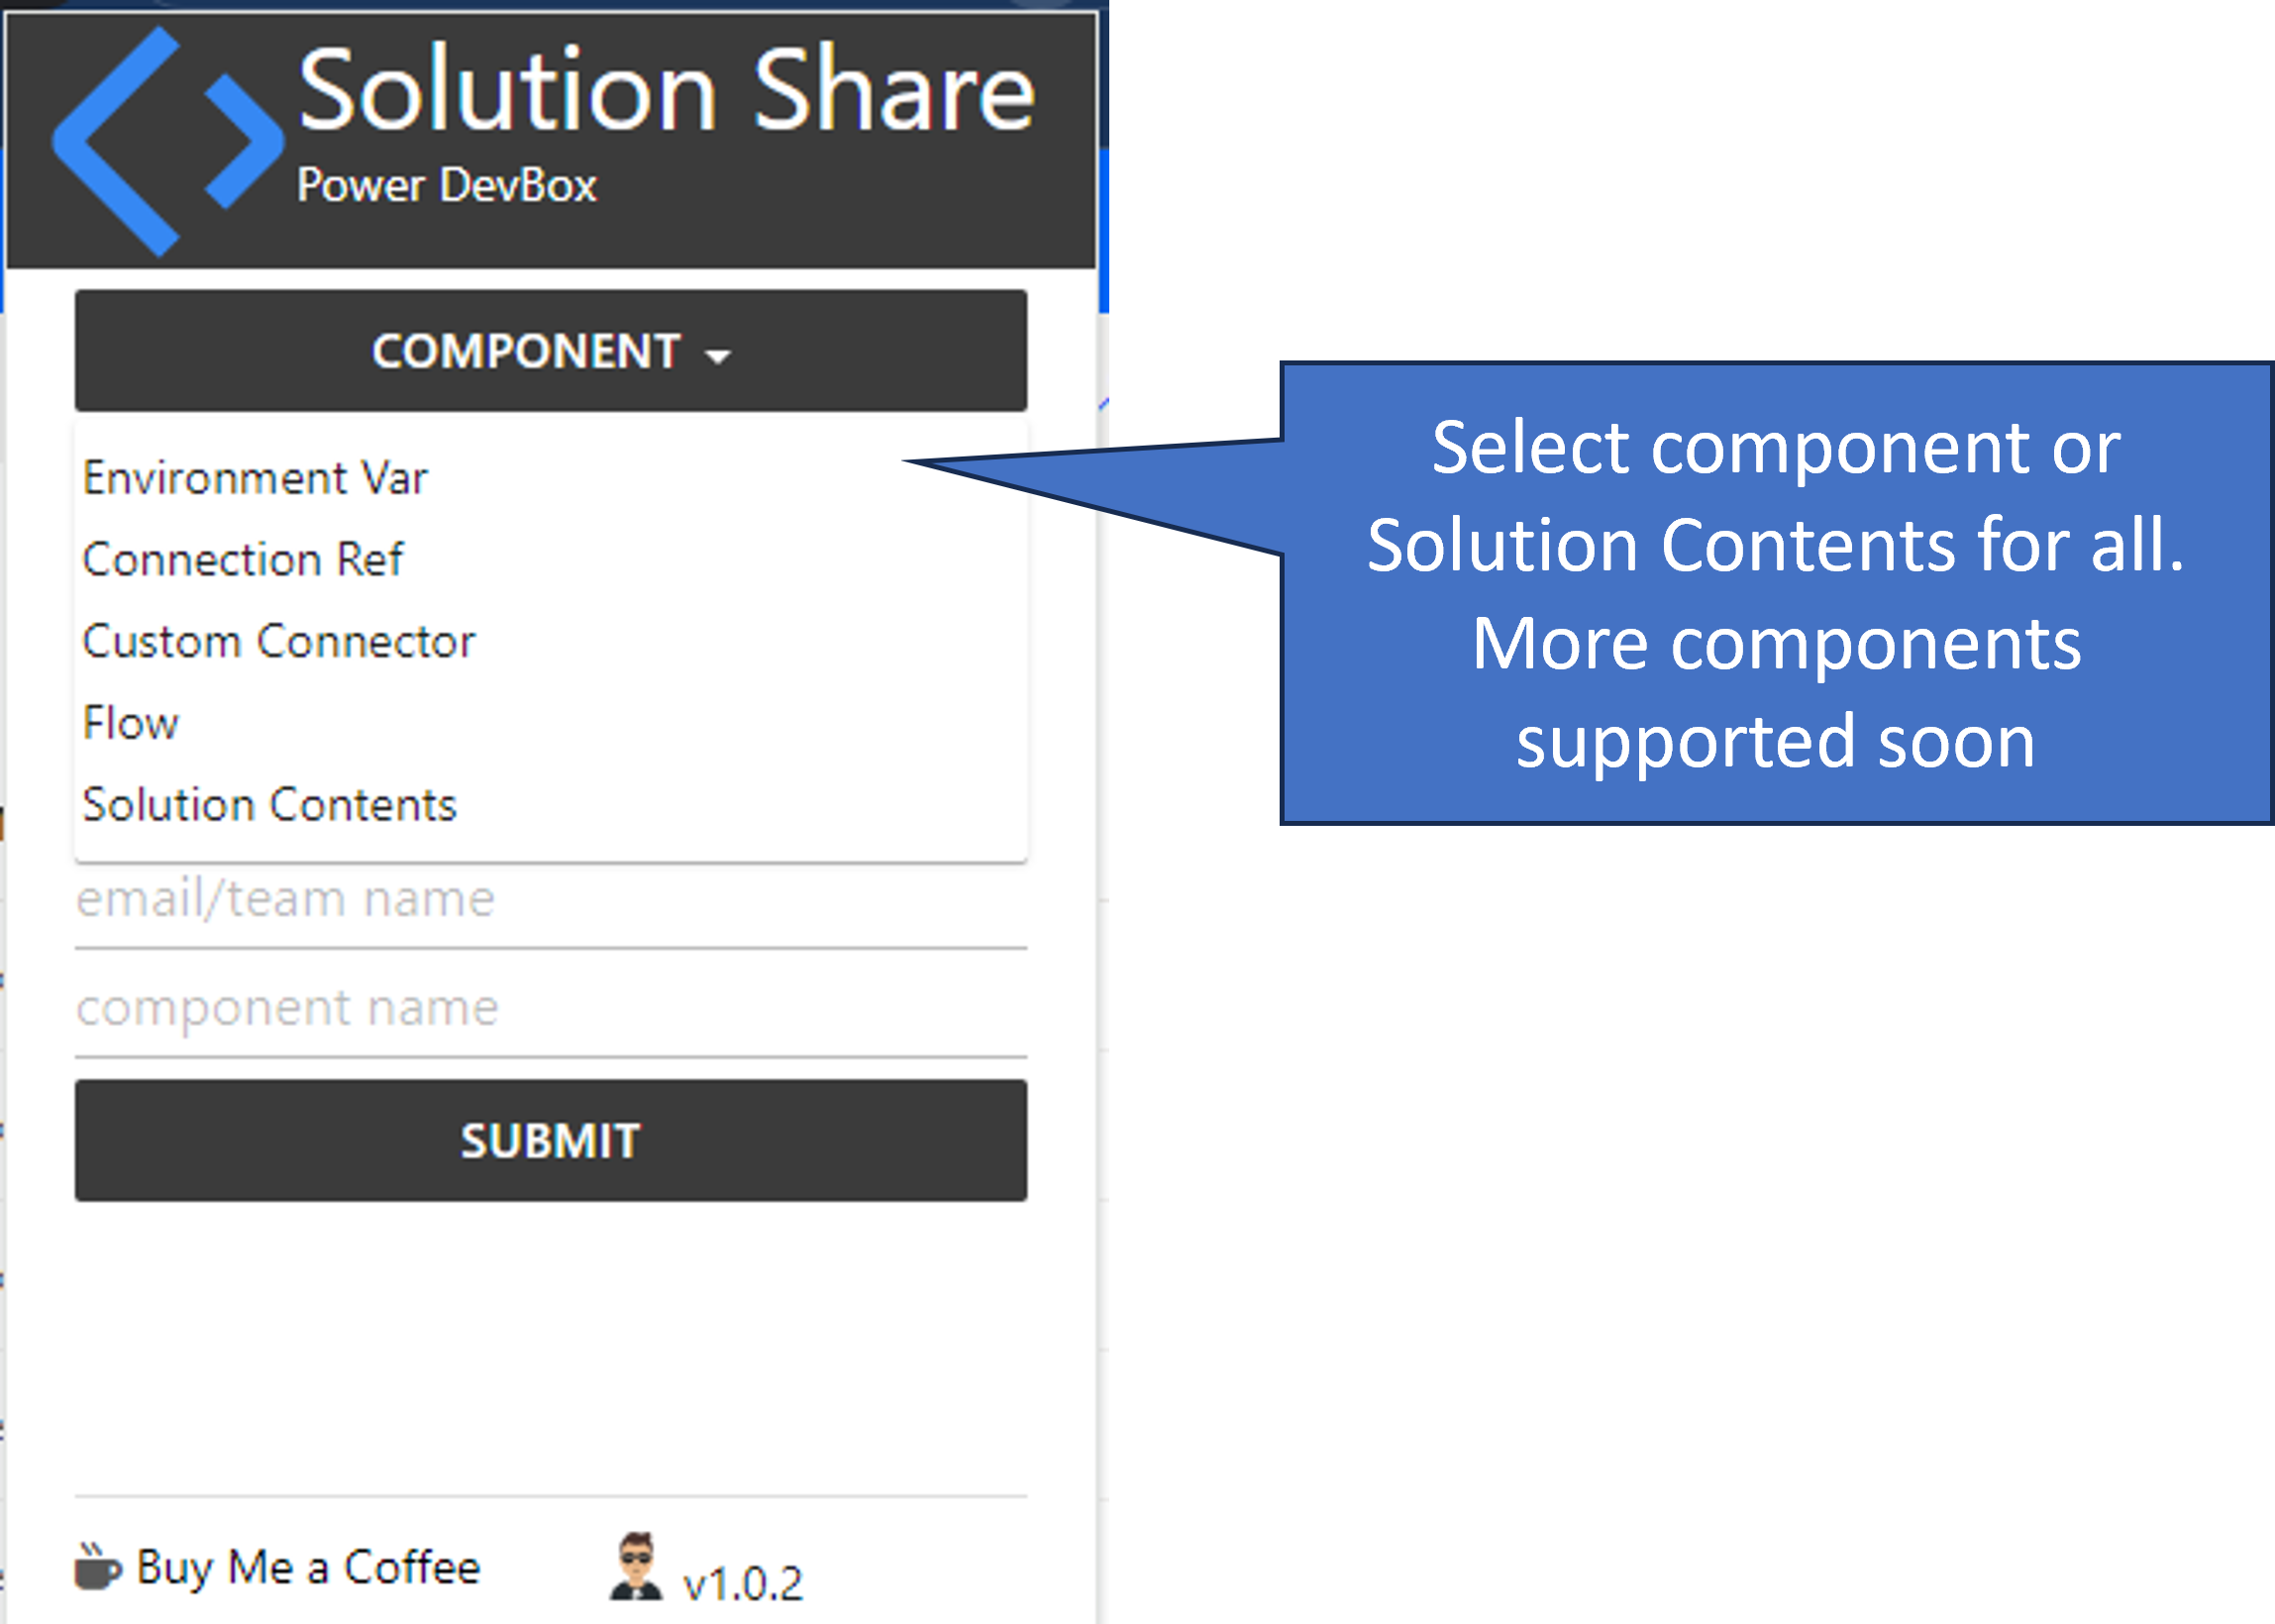 Solution Share
Power DevBox
COMPONENT
Environment Var
Connection Ref
Custom Connector
Flow
Solution Contents
email/team name
component name
SUBMIT
Buy Me a Coffee
v1.0.2
Select component or
Solution Contents for all.
More components
supported soon